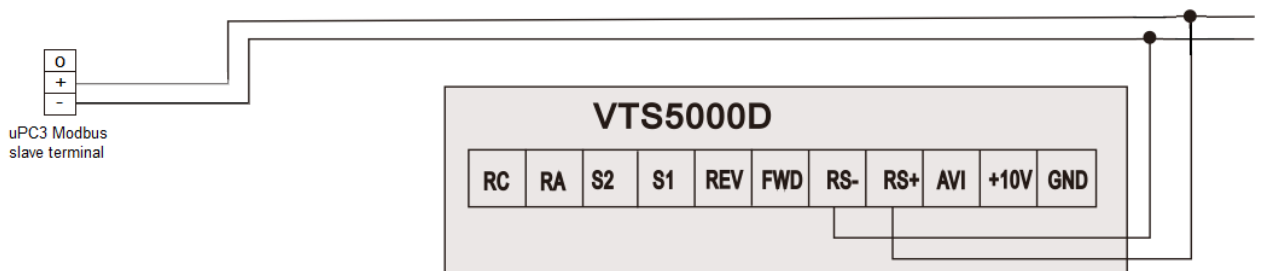 O
+
-
uPC3 Modbus
slave terminal
VTS5000D
RC RA S2 S1 REV FWD RS- RS+ AVI +10V GND